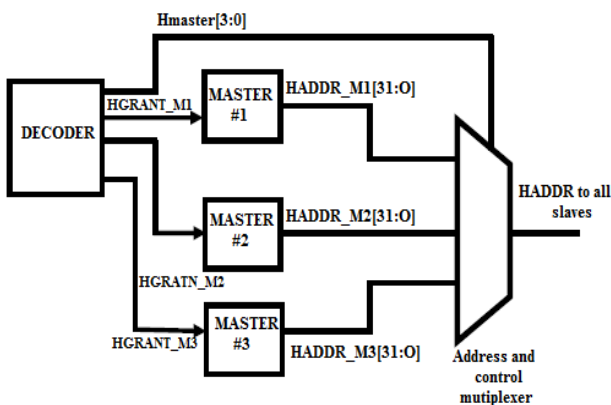 Hmaster[3:0]
HADDR_M1[31:O]
HGRANT_M1
MASTER
#1
DECODER
HADDR to all
slaves
HADDR_M2[31:O]
MASTER
#2
HGRATN_M2
HGRANT_M3
MASTER
#3
HADDR_M3[31:O]
Address and
control
mutiplexer